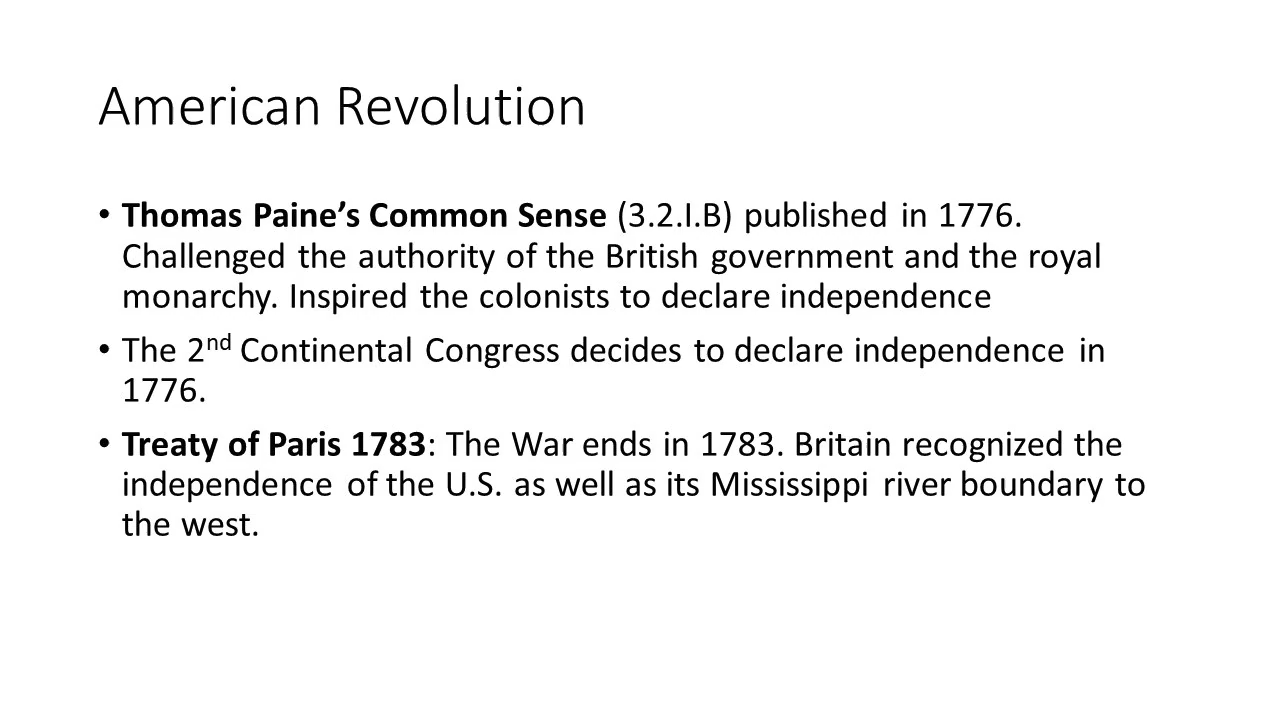 American Revolution
• Thomas Paine’s Common Sense (3.2.I.B) published in 1776.
Challenged the authority of the British government and the royal
monarchy. Inspired the colonists to declare independence
• The 2nd Continental Congress decides to declare independence in
1776.
• Treaty of Paris 1783: The War ends in 1783. Britain recognized the
independence of the U.S. as well as its Mississippi river boundary to
the west.